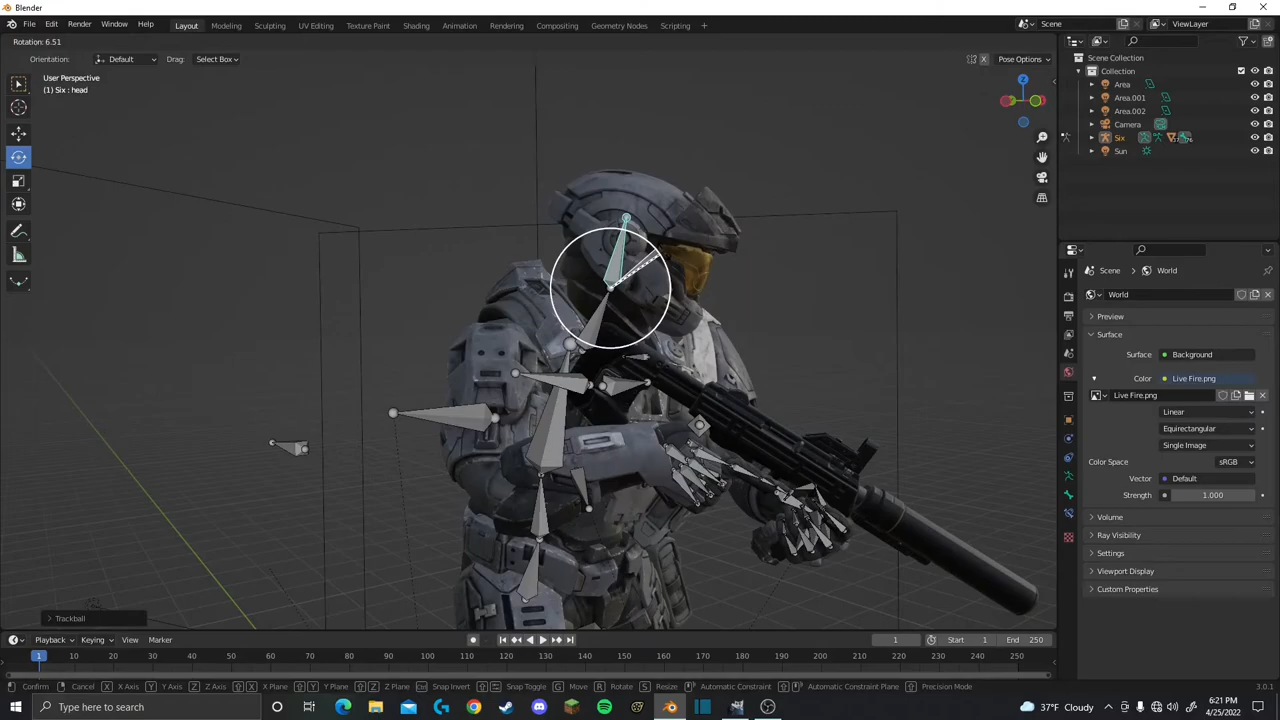 Blender
File Edit Render Window Help Layout Modeling Sculpting UV Editing Texture Paint Shading Animation Rendering Compositing Geometry Nodes Scripting + Scene ViewLayer
Rotation: 6.51
Orientation: Default Drag: Select Box X Pose Options
User Perspective
(1) Six : head
Z
Scene Collection
Collection
Area
Area.001
Area.002
Camera
Six
Sun
Scene > World
World
Preview
Surface
Surface Background
Color Live Fire.png
Live Fire.png
Linear
Equirectangular
Single Image
Color Space sRGB
Vector Default
Strength 1.000
Volume
Ray Visibility
Settings
Viewport Display
Custom Properties
> Trackball
Playback Keying View Marker 1 Start 1 End 250
1 10 20 30 40 50 60 70 80 90 100 110 120 130 140 150 160 170 180 190 200 210 220 230 240 250
Confirm Cancel X X Axis Y Y Axis Z Z Axis X X Plane Y Y Plane Z Z Plane Snap Invert Snap Toggle G Move R Rotate S Resize Automatic Constraint Automatic Constraint Plane Precision Mode 3.0.1
Type here to search 37°F 6:21 PM
4/25/2022